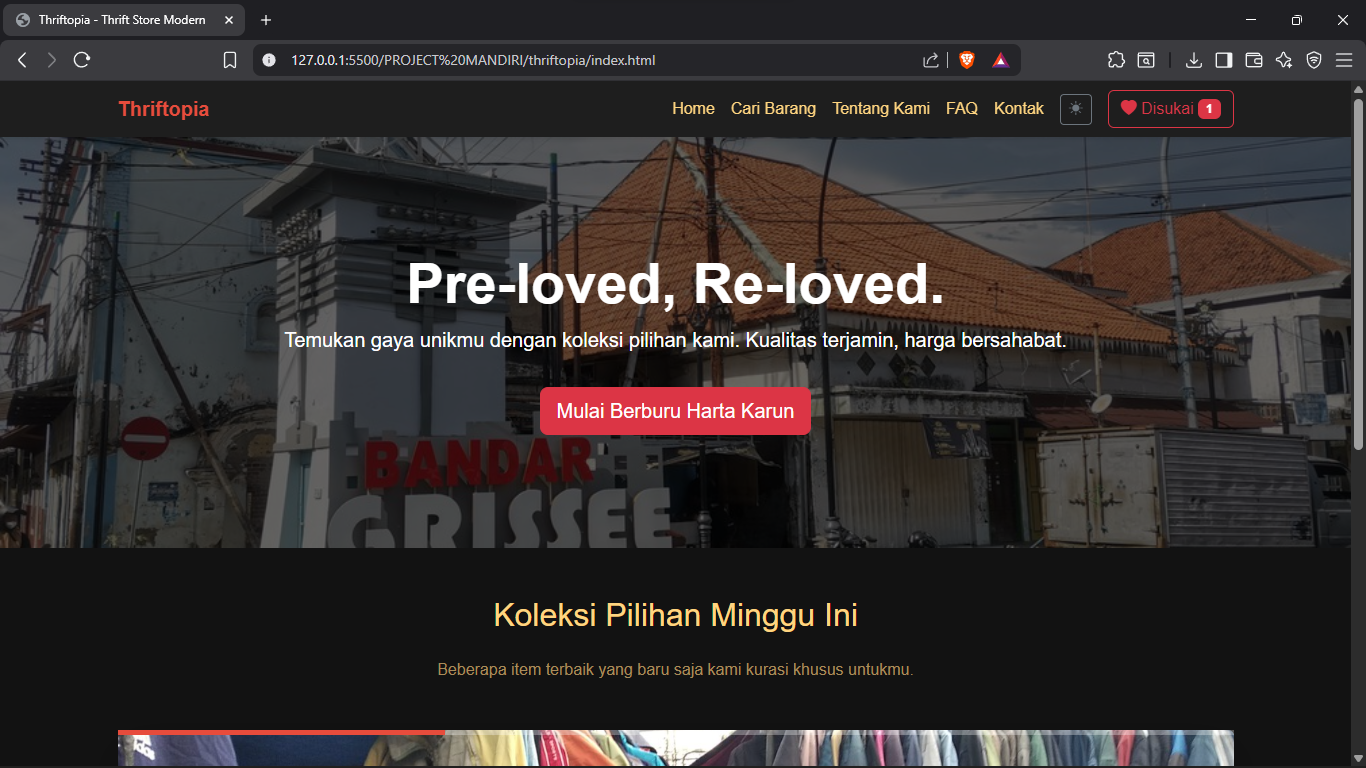 Thriftopia - Thrift Store Modern
127.0.0.1:5500/PROJECT%20MANDIRI/thriftopia/index.html
Thriftopia
Home Cari Barang Tentang Kami FAQ Kontak Disukai 1
Pre-loved, Re-loved.
Temukan gaya unikmu dengan koleksi pilihan kami. Kualitas terjamin, harga bersahabat.
Mulai Berburu Harta Karun
BANDAR
GRISSEE
Koleksi Pilihan Minggu Ini
Beberapa item terbaik yang baru saja kami kurasi khusus untukmu.